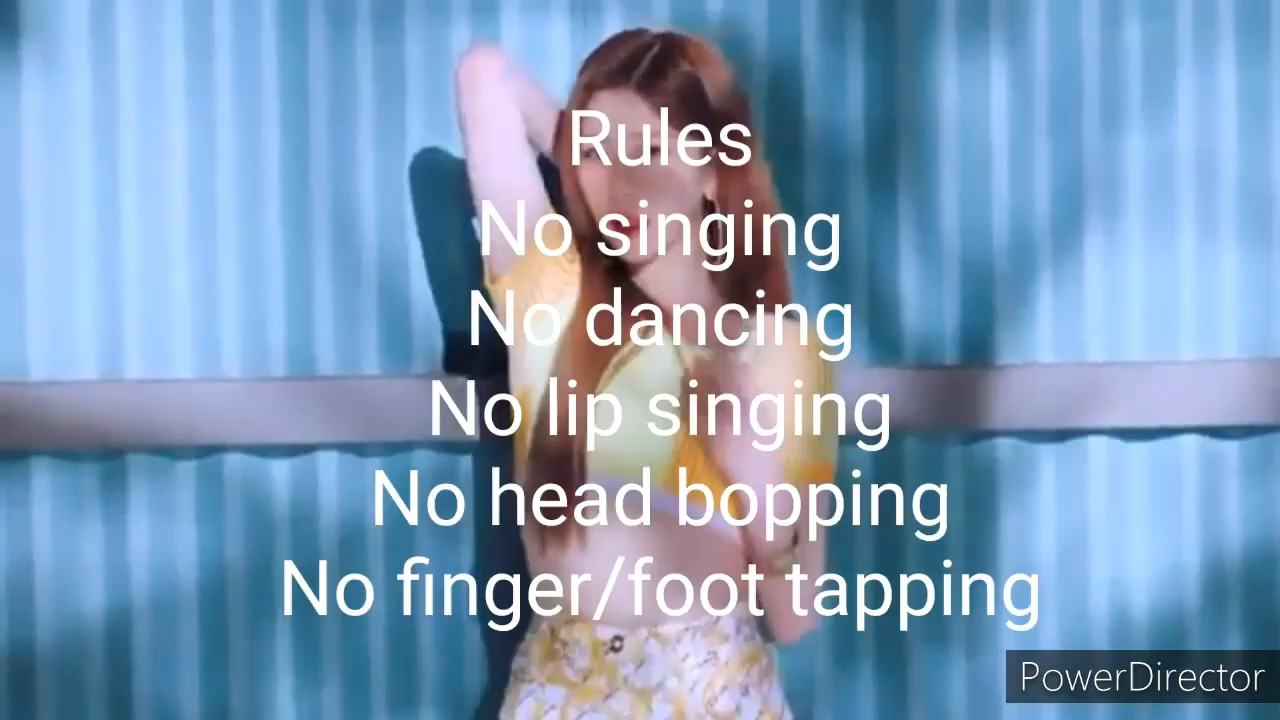 Rules
No singing
No dancing
No lip singing
No head bopping
No finger/foot tapping
PowerDirector